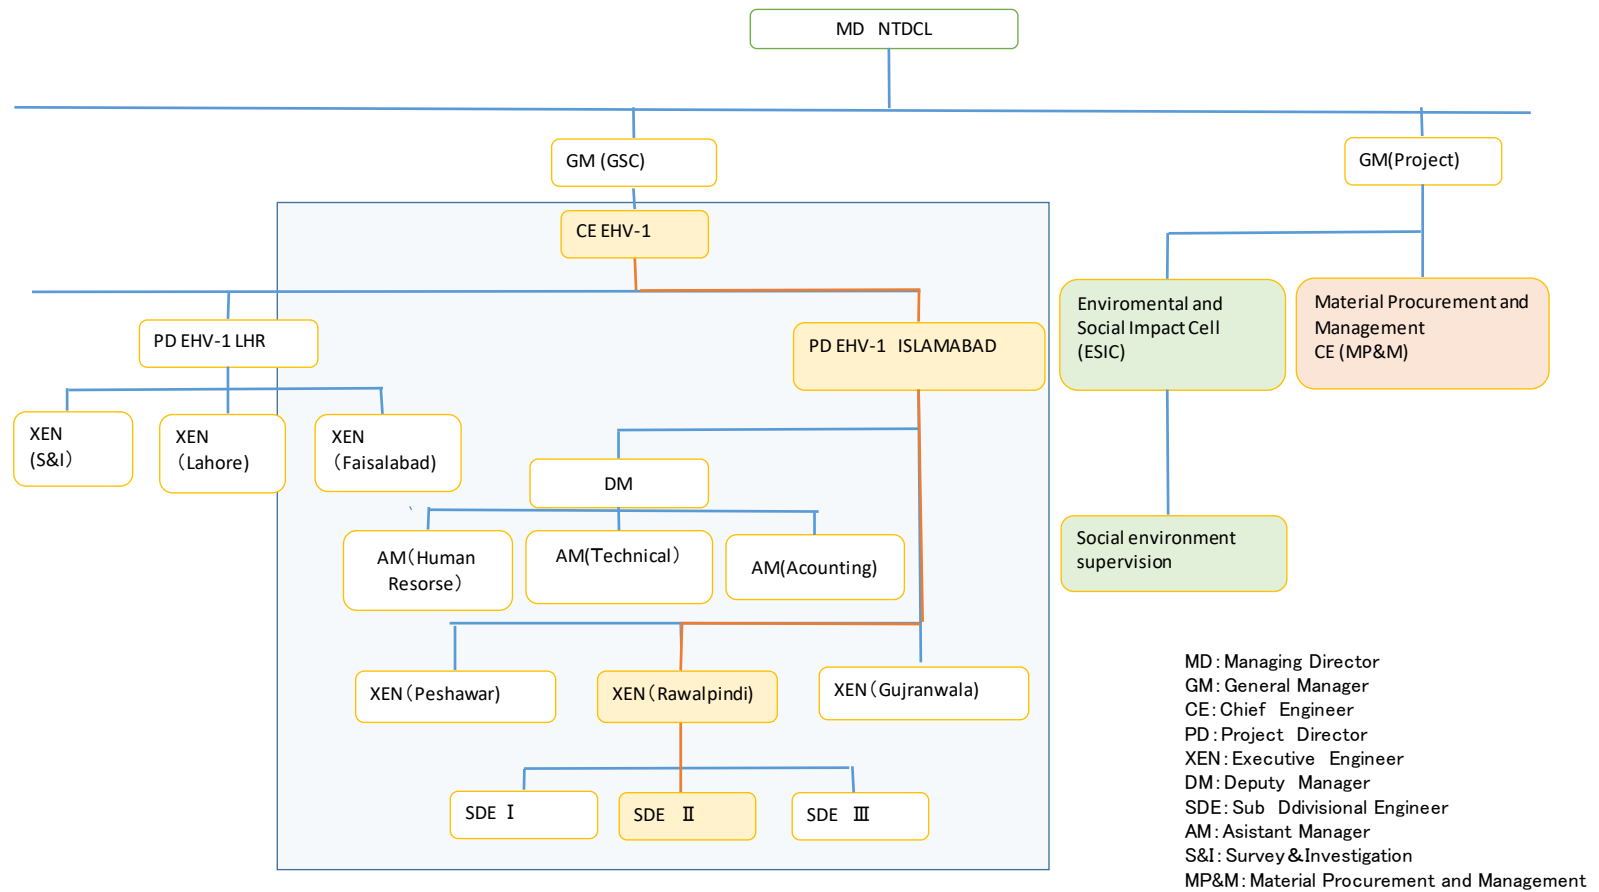 MD NTDCL
GM (GSC)
GM(Project)
CE EHV-1
PD EHV-1 LHR
PD EHV-1 ISLAMABAD
Enviromental and
Social Impact Cell
(ESIC)
Material Procurement and
Management
CE (MP&M)
XEN
(S&I）
XEN
（Lahore)
XEN
（Faisalabad)
DM
AM（Human
Resorse）
AM(Technical）
AM(Acounting)
Social environment
supervision
XEN（Peshawar)
XEN（Rawalpindi)
XEN（Gujranwala)
SDE Ⅰ
SDE Ⅱ
SDE Ⅲ
MD：Managing Director
GM：General Manager
CE：Chief Engineer
PD：Project Director
XEN：Executive Engineer
DM：Deputy Manager
SDE：Sub Ddivisional Engineer
AM：Asistant Manager
S&I：Survey＆Investigation
MP&M：Material Procurement and Management